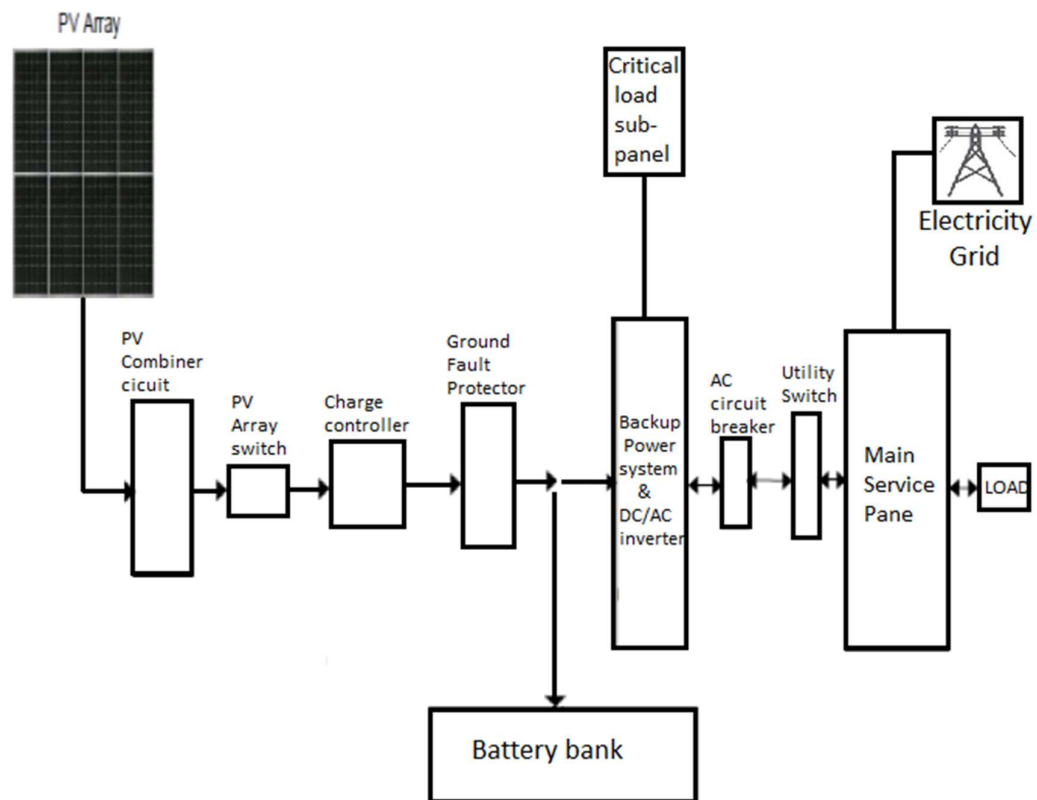 PV Array
Critical
load
sub-
panel
Electricity
Grid
PV
Combiner
cicuit
PV
Array
switch
Charge
controller
Ground
Fault
Protector
Backup
Power
system
&
DC/AC
inverter
AC
circuit
breaker
Utility
Switch
Main
Service
Pane
LOAD
Battery bank